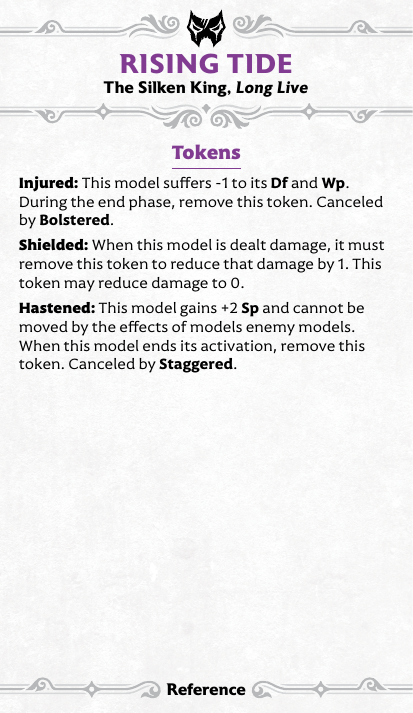 RISING TIDE
The Silken King, Long Live
Tokens
Injured: This model suffers -1 to its Df and Wp.
During the end phase, remove this token. Canceled
by Bolstered.
Shielded: When this model is dealt damage, it must
remove this token to reduce that damage by 1. This
token may reduce damage to 0.
Hastened: This model gains +2 Sp and cannot be
moved by the effects of models enemy models.
When this model ends its activation, remove this
token. Canceled by Staggered.
Reference